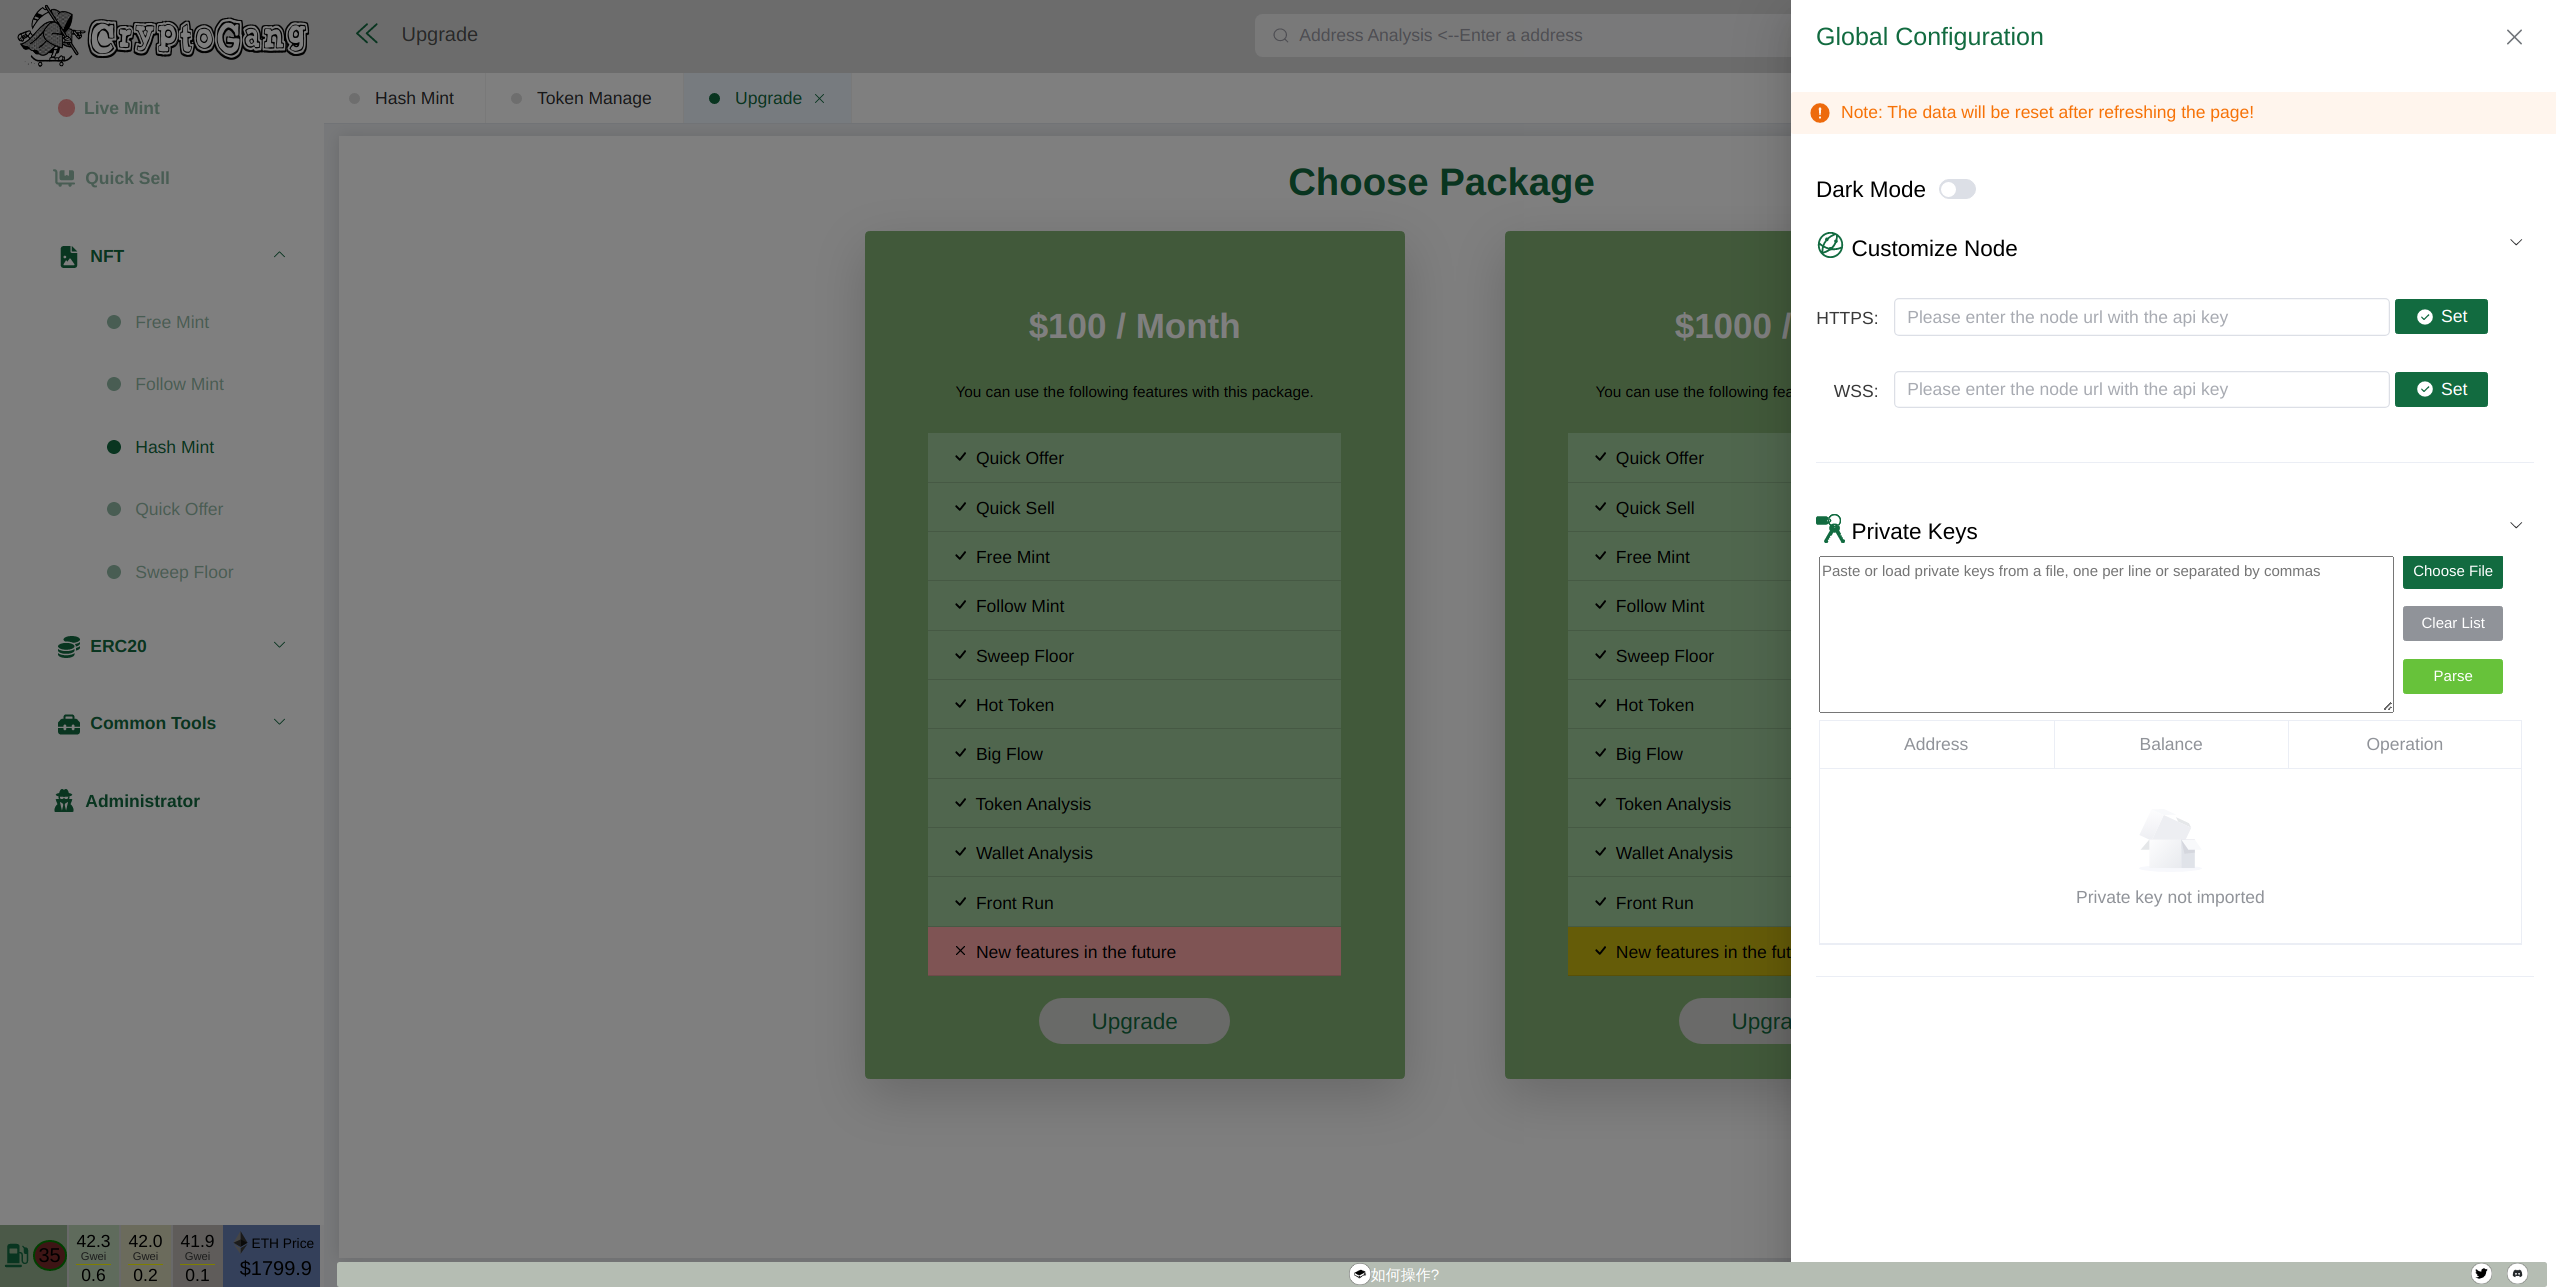 CryptoGang
Upgrade
Address Analysis <--Enter a address
Hash Mint
Token Manage
Upgrade
Live Mint
Quick Sell
NFT
Free Mint
Follow Mint
Hash Mint
Quick Offer
Sweep Floor
ERC20
Common Tools
Administrator
35
42.3
Gwei
0.6
42.0
Gwei
0.2
41.9
Gwei
0.1
ETH Price
$1799.9
Choose Package
$100 / Month
You can use the following features with this package.
Quick Offer
Quick Sell
Free Mint
Follow Mint
Sweep Floor
Hot Token
Big Flow
Token Analysis
Wallet Analysis
Front Run
New features in the future
Upgrade
$1000 /
You can use the following fea
Quick Offer
Quick Sell
Free Mint
Follow Mint
Sweep Floor
Hot Token
Big Flow
Token Analysis
Wallet Analysis
Front Run
New features in the fut
Upgra
Global Configuration
Note: The data will be reset after refreshing the page!
Dark Mode
Customize Node
HTTPS: Please enter the node url with the api key Set
WSS: Please enter the node url with the api key Set
Private Keys
Paste or load private keys from a file, one per line or separated by commas
Choose File
Clear List
Parse
Address Balance Operation
Private key not imported
如何操作?